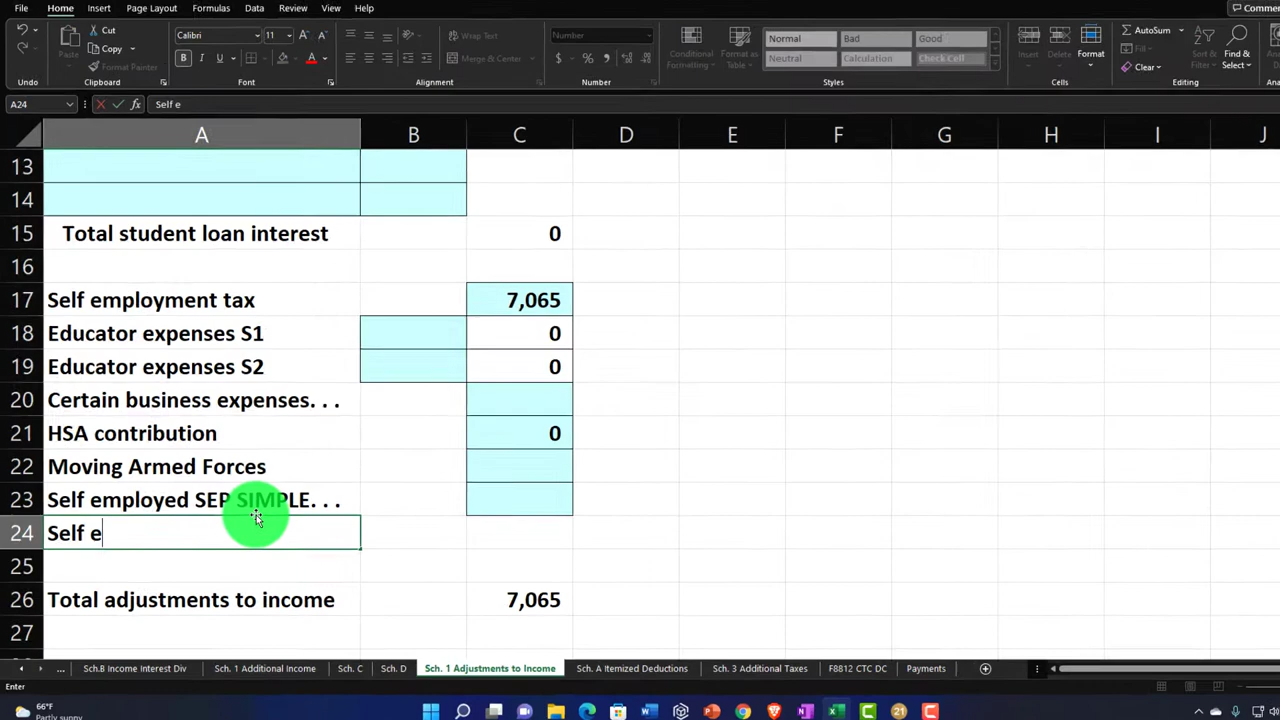 File Home Insert Page Layout Formulas Data Review View Help Commen
Cut
Copy
Format Painter
Paste
Calibri 11
Wrap Text
Merge & Center
Number
Conditional Formatting
Format as Table
Normal Bad Good
Neutral Calculation Check Cell
Insert Delete Format
AutoSum
Fill
Clear
Sort & Filter
Find & Select
Undo Clipboard Font Alignment Number Styles Cells Editing
A24 fx Self e
A B C D E F G H I J
13
14
15 Total student loan interest 0
16
17 Self employment tax 7,065
18 Educator expenses S1 0
19 Educator expenses S2 0
20 Certain business expenses. . .
21 HSA contribution 0
22 Moving Armed Forces
23 Self employed SEP SIMPLE. . .
24 Self e
25
26 Total adjustments to income 7,065
27
... Sch.B Income Interest Div Sch. 1 Additional Income Sch. C Sch. D Sch. 1 Adjustments to Income Sch. A Itemized Deductions Sch. 3 Additional Taxes F8812 CTC DC Payments
Enter
66°F
Partly sunny
21